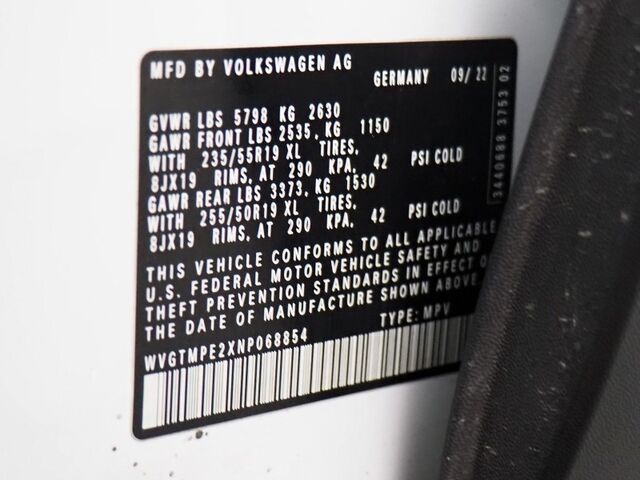 MFD BY VOLKSWAGEN AG GERMANY 09/ 22
GVWR LBS 5798 KG 2630
GAWR FRONT LBS 2535, KG 1150
WITH 235/55R19 XL TIRES,
8JX19 RIMS, AT 290 KPA, 42 PSI COLD
GAWR REAR LBS 3373, KG 1530
WITH 255/50R19 XL TIRES,
8JX19 RIMS, AT 290 KPA, 42 PSI COLD
THIS VEHICLE CONFORMS TO ALL APPLICABLE
U.S. FEDERAL MOTOR VEHICLE SAFETY AND
THEFT PREVENTION STANDARDS IN EFFECT
THE DATE OF MANUFACTURE SHOWN ABOVE
WVGTMPE2XNP068854 TYPE: MPV
3440688 3753 02